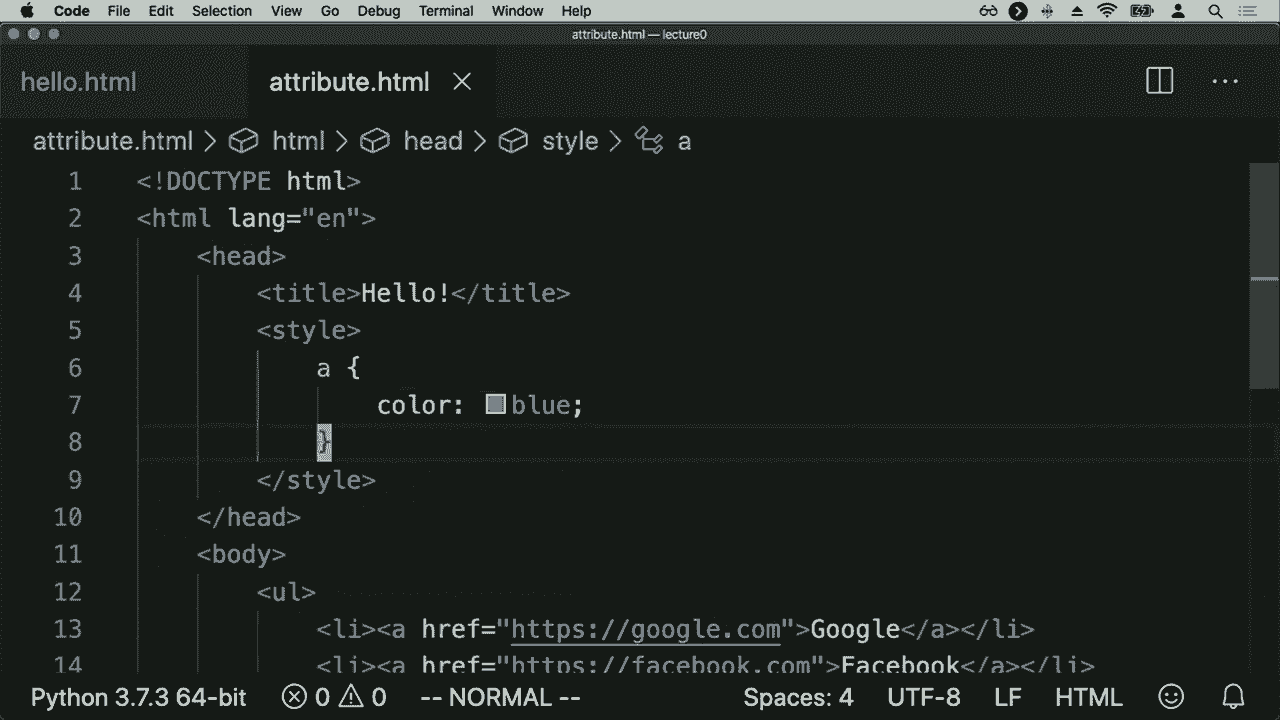 Code File Edit Selection View Go Debug Terminal Window Help
attribute.html — lecture0
hello.html attribute.html
attribute.html > html > head > style > a
1 <!DOCTYPE html>
2 <html lang="en">
3 <head>
4 <title>Hello!</title>
5 <style>
6 a {
7 color: blue;
8 }
9 </style>
10 </head>
11 <body>
12 <ul>
13 <li><a href="https://google.com">Google</a></li>
14 <li><a href="https://facebook.com">Facebook</a></li>
Python 3.7.3 64-bit 0 0 -- NORMAL -- Spaces: 4 UTF-8 LF HTML